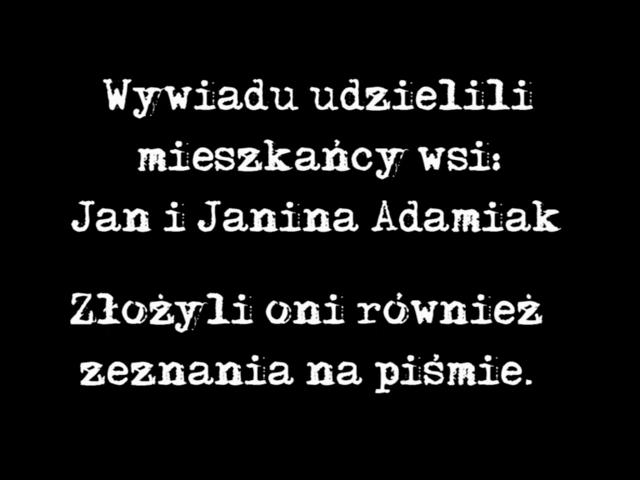 Wywiadu udzielili
mieszkańcy wsi:
Jan i Janina Adamiak
Złożyli oni również
zeznania na piśmie.